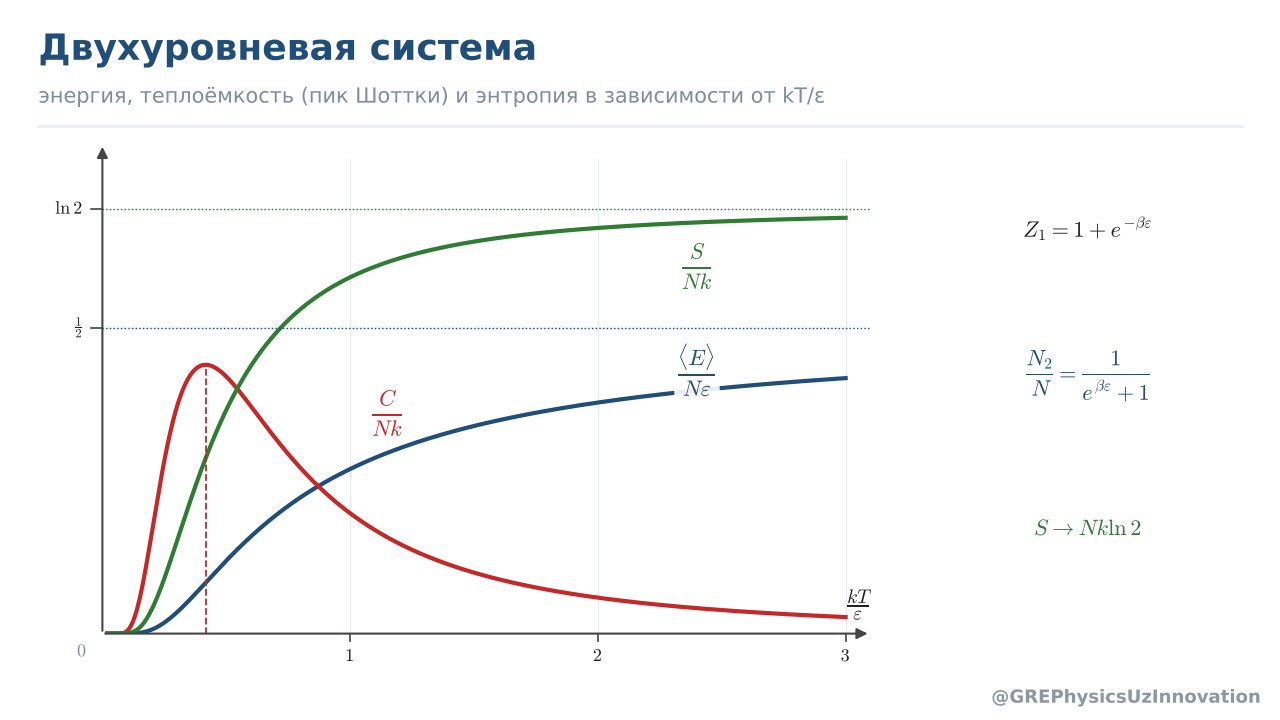 Двухуровневая система
энергия, теплоёмкость (пик Шоттки) и энтропия в зависимости от kT/ε
ln 2
1/2
S/Nk
⟨E⟩/Nε
C/Nk
kT/ε
0
1
2
3
Z₁ = 1 + e^{−βε}
N₂/N = 1/(e^{βε} + 1)
S → Nk ln 2
@GREPhysicsUzInnovation